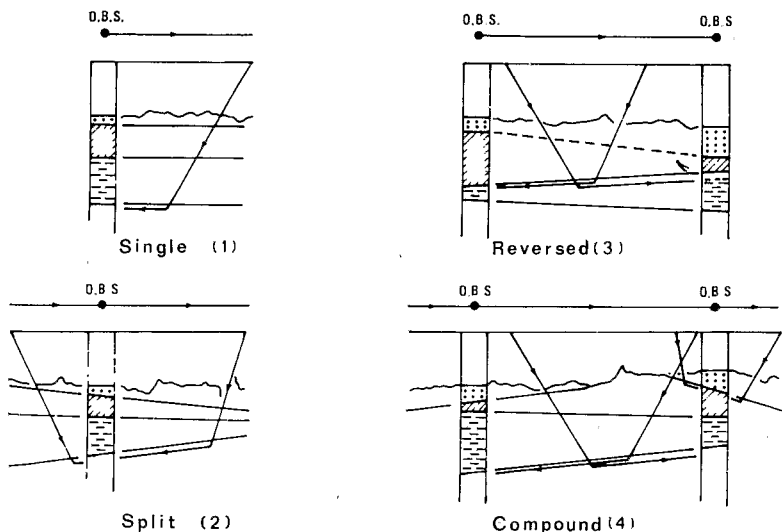 O.B.S.
O.B.S.
O.B.S
Single (1)
Reversed(3)
O.B.S
O.B.S
O.B.S
Split (2)
Compound(4)